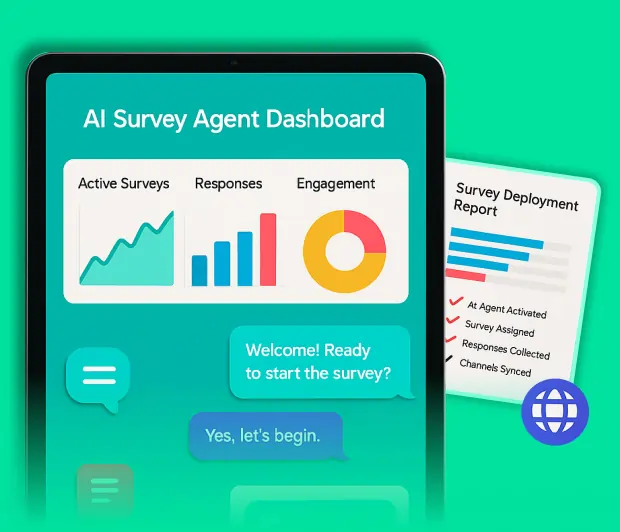 AI Survey Agent Dashboard
Active Surveys
Responses
Engagement
Survey Deployment
Report
At Agent Activated
Survey Assigned
Responses Collected
Channels Synced
Welcome! Ready
to start the survey?
Yes, let's begin.